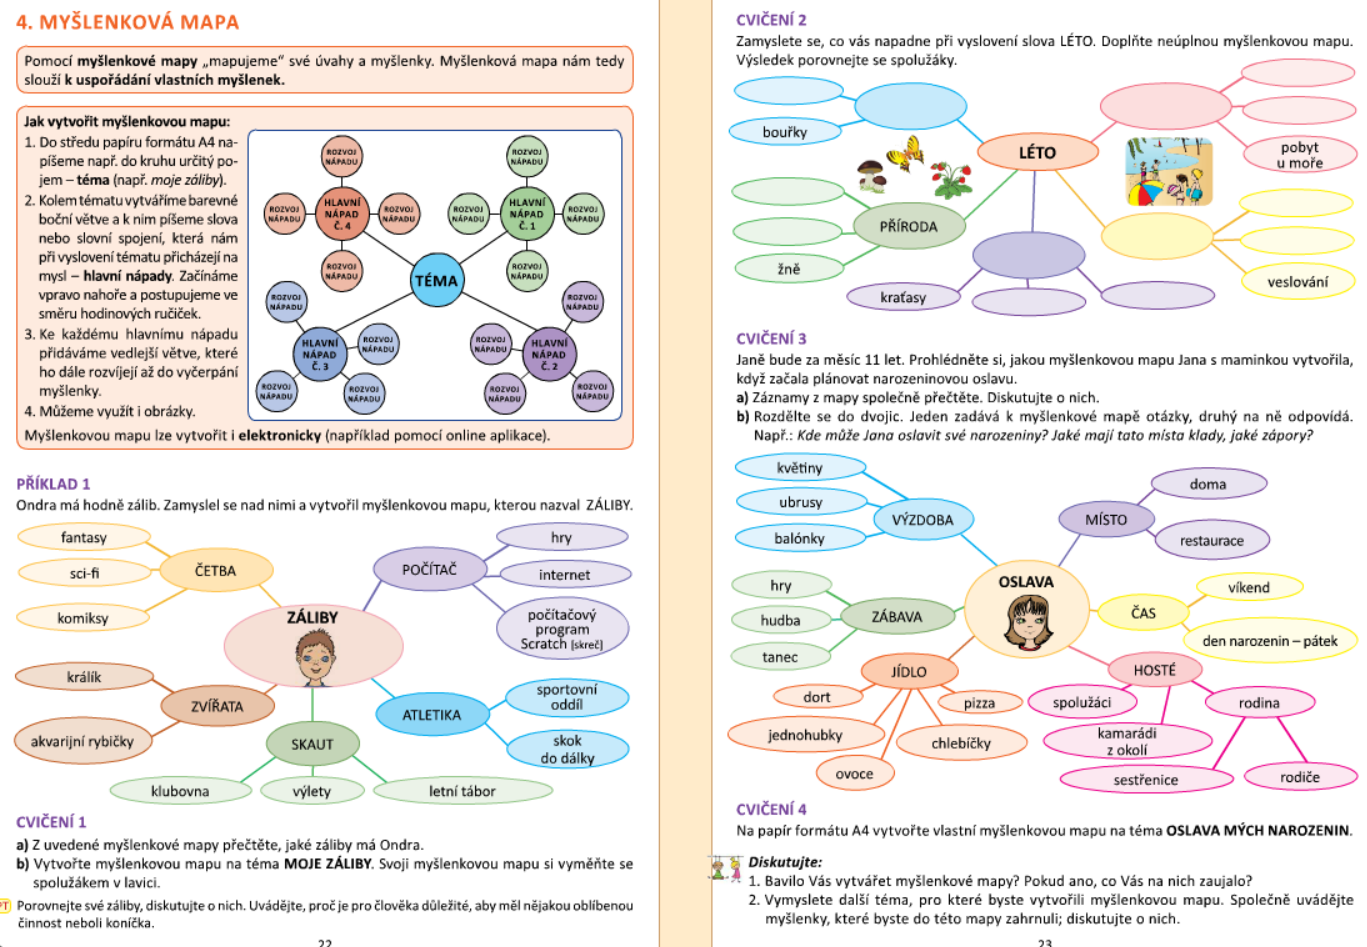 4. MYŠLENKOVÁ MAPA
Pomocí myšlenkové mapy „mapujeme“ své úvahy a myšlenky. Myšlenková mapa nám tedy
slouží k uspořádání vlastních myšlenek.
Jak vytvořit myšlenkovou mapu:
1. Do středu papíru formátu A4 na-
píšeme např. do kruhu určitý po-
jem – téma (např. moje záliby).
2. Kolem tématu vytváříme barevné
boční větve a k nim píšeme slova
nebo slovní spojení, která nám
při vyslovení tématu přicházejí na
mysl – hlavní nápady. Začínáme
vpravo nahoře a postupujeme ve
směru hodinových ručiček.
3. Ke každému hlavnímu nápadu
přidáváme vedlejší větve, které
ho dále rozvíjejí až do vyčerpání
myšlenky.
4. Můžeme využít i obrázky.
ROZVOJ
NÁPADU
ROZVOJ
NÁPADU
ROZVOJ
NÁPADU
HLAVNÍ
NÁPAD
Č. 4
ROZVOJ
NÁPADU
ROZVOJ
NÁPADU
HLAVNÍ
NÁPAD
Č. 1
ROZVOJ
NÁPADU
ROZVOJ
NÁPADU
ROZVOJ
NÁPADU
TÉMA
ROZVOJ
NÁPADU
ROZVOJ
NÁPADU
HLAVNÍ
NÁPAD
Č. 3
ROZVOJ
NÁPADU
ROZVOJ
NÁPADU
HLAVNÍ
NÁPAD
Č. 2
ROZVOJ
NÁPADU
ROZVOJ
NÁPADU
ROZVOJ
NÁPADU
ROZVOJ
NÁPADU
Myšlenkovou mapu lze vytvořit i elektronicky (například pomocí online aplikace).
PŘÍKLAD 1
Ondra má hodně zálib. Zamyslel se nad nimi a vytvořil myšlenkovou mapu, kterou nazval ZÁLIBY.
fantasy
sci-fi
komiksy
ČETBA
POČÍTAČ
hry
internet
počítačový
program
Scratch [skreč]
ZÁLIBY
králík
akvarijní rybičky
ZVÍŘATA
SKAUT
ATLETIKA
sportovní
oddíl
skok
do dálky
klubovna
výlety
letní tábor
CVIČENÍ 1
a) Z uvedené myšlenkové mapy přečtěte, jaké záliby má Ondra.
b) Vytvořte myšlenkovou mapu na téma MOJE ZÁLIBY. Svoji myšlenkovou mapu si vyměňte se
spolužákem v lavici.
Porovnejte své záliby, diskutujte o nich. Uvádějte, proč je pro člověka důležité, aby měl nějakou oblíbenou
činnost neboli koníčka.
22
CVIČENÍ 2
Zamyslete se, co vás napadne při vyslovení slova LÉTO. Doplňte neúplnou myšlenkovou mapu.
Výsledek porovnejte se spolužáky.
bouřky
LÉTO
pobyt
u moře
PŘÍRODA
žně
kraťasy
veslování
CVIČENÍ 3
Janě bude za měsíc 11 let. Prohlédněte si, jakou myšlenkovou mapu Jana s maminkou vytvořila,
když začala plánovat narozeninovou oslavu.
a) Záznamy z mapy společně přečtěte. Diskutujte o nich.
b) Rozdělte se do dvojic. Jeden zadává k myšlenkové mapě otázky, druhý na ně odpovídá.
Např.: Kde může Jana oslavit své narozeniny? Jaké mají tato místa klady, jaké zápory?
květiny
ubrusy
balónky
VÝZDOBA
MÍSTO
doma
restaurace
OSLAVA
hry
hudba
tanec
ZÁBAVA
ČAS
víkend
den narozenin – pátek
JÍDLO
dort
jednohubky
ovoce
pizza
chlebíčky
HOSTÉ
spolužáci
kamarádi
z okolí
rodina
sestřenice
rodiče
CVIČENÍ 4
Na papír formátu A4 vytvořte vlastní myšlenkovou mapu na téma OSLAVA MÝCH NAROZENIN.
Diskutujte:
1. Bavilo Vás vytvářet myšlenkové mapy? Pokud ano, co Vás na nich zaujalo?
2. Vymyslete další téma, pro které byste vytvořili myšlenkovou mapu. Společně uvádějte
myšlenky, které byste do této mapy zahrnuli; diskutujte o nich.
23